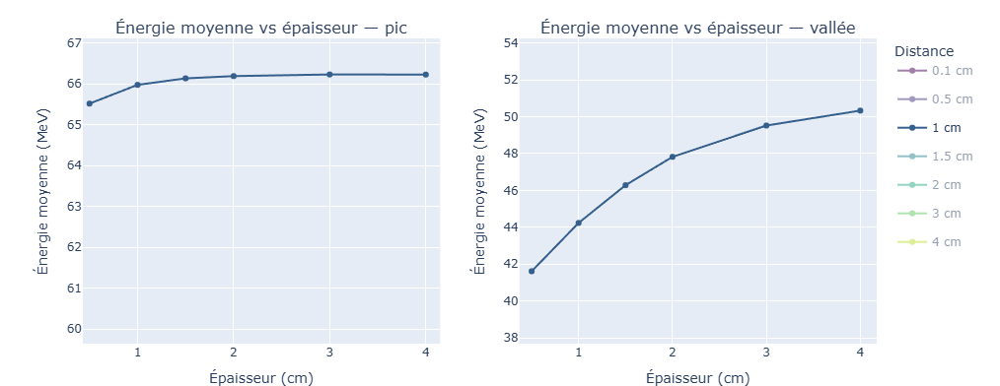 Énergie moyenne vs épaisseur — pic
67
66
65
64
63
62
61
60
1
2
3
4
Énergie moyenne (MeV)
Épaisseur (cm)
Énergie moyenne vs épaisseur — vallée
54
52
50
48
46
44
42
40
38
1
2
3
4
Énergie moyenne (MeV)
Épaisseur (cm)
Distance
0.1 cm
0.5 cm
1 cm
1.5 cm
2 cm
3 cm
4 cm